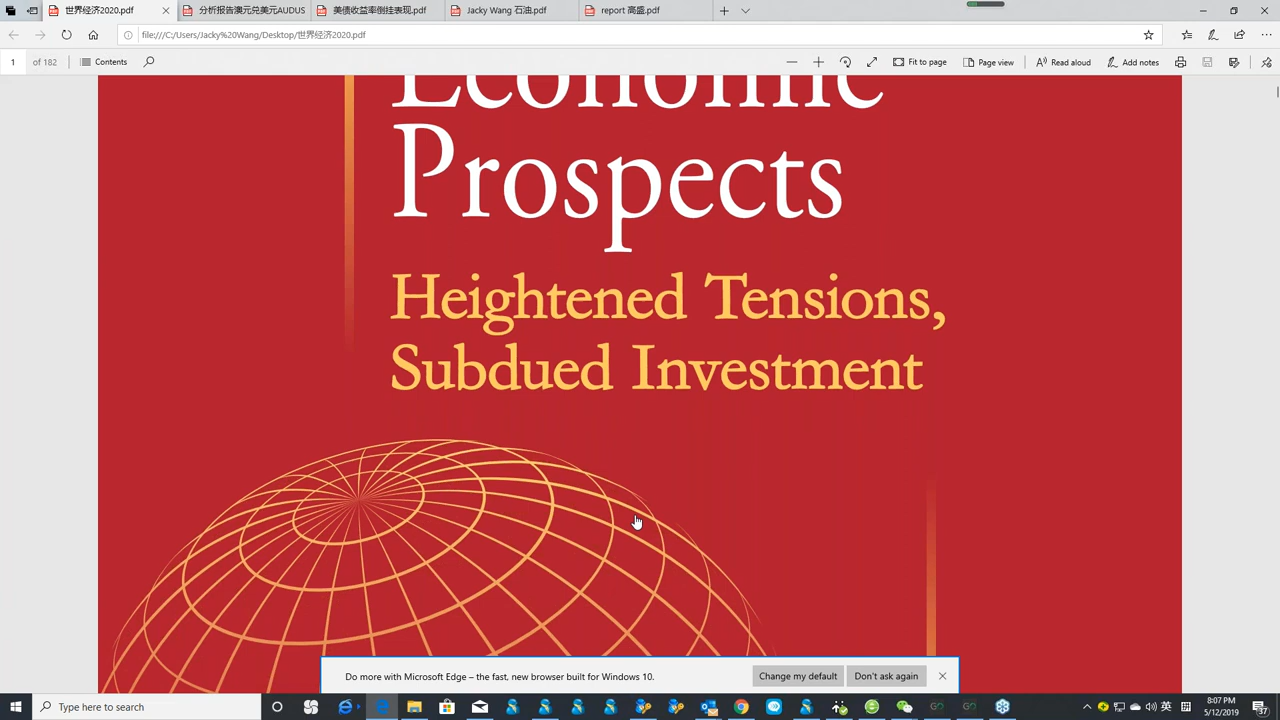 世界经济2020.pdf
分析报告澳元兑美元AUDUS
美债收益率倒挂表现.pdf
Jacky Wang 石油.pdf
report 高盛.pdf
file:///C:/Users/Jacky%20Wang/Desktop/世界经济2020.pdf
1 of 182 Contents Fit to page Page view Read aloud Add notes
Economic
Prospects
Heightened Tensions,
Subdued Investment
Do more with Microsoft Edge – the fast, new browser built for Windows 10. Change my default Don't ask again
Type here to search
英
拼
8:07 PM
5/12/2019